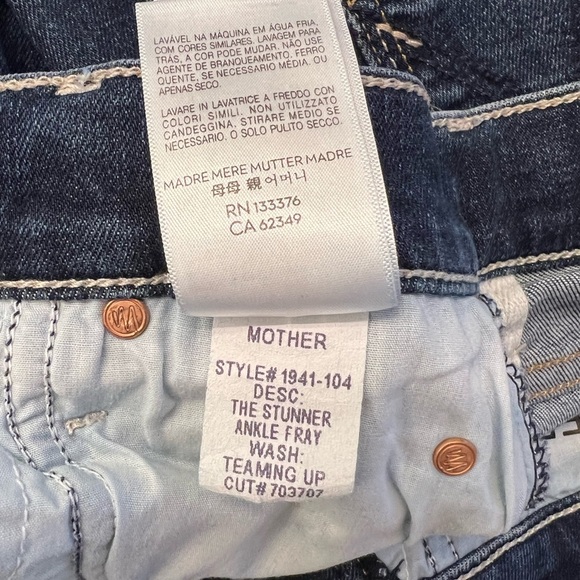 LAVÁVEL NA MÁQUINA EM ÁGUA FRIA,
COM CORES SIMILARES. LAVAGEM PARA
TRÁS, A COR PODE MUDAR. NÃO USE
AGENTE DE BRANQUEAMENTO. FERRO
QUENTE, SE NECESSÁRIO MÉDIA, OU
APENAS SECO.
LAVARE IN LAVATRICE A FREDDO CON
COLORI SIMILI. NON UTILIZZARE
CANDEGGINA. STIRARE MEDIO SE
NECESSARIO. O SOLO PULITO SECCO.
MADRE MERE MUTTER MADRE
母母 親 어머니
RN 133376
CA 62349
MOTHER
STYLE# 1941-104
DESC:
THE STUNNER
ANKLE FRAY
WASH:
TEAMING UP
CUT# 703707